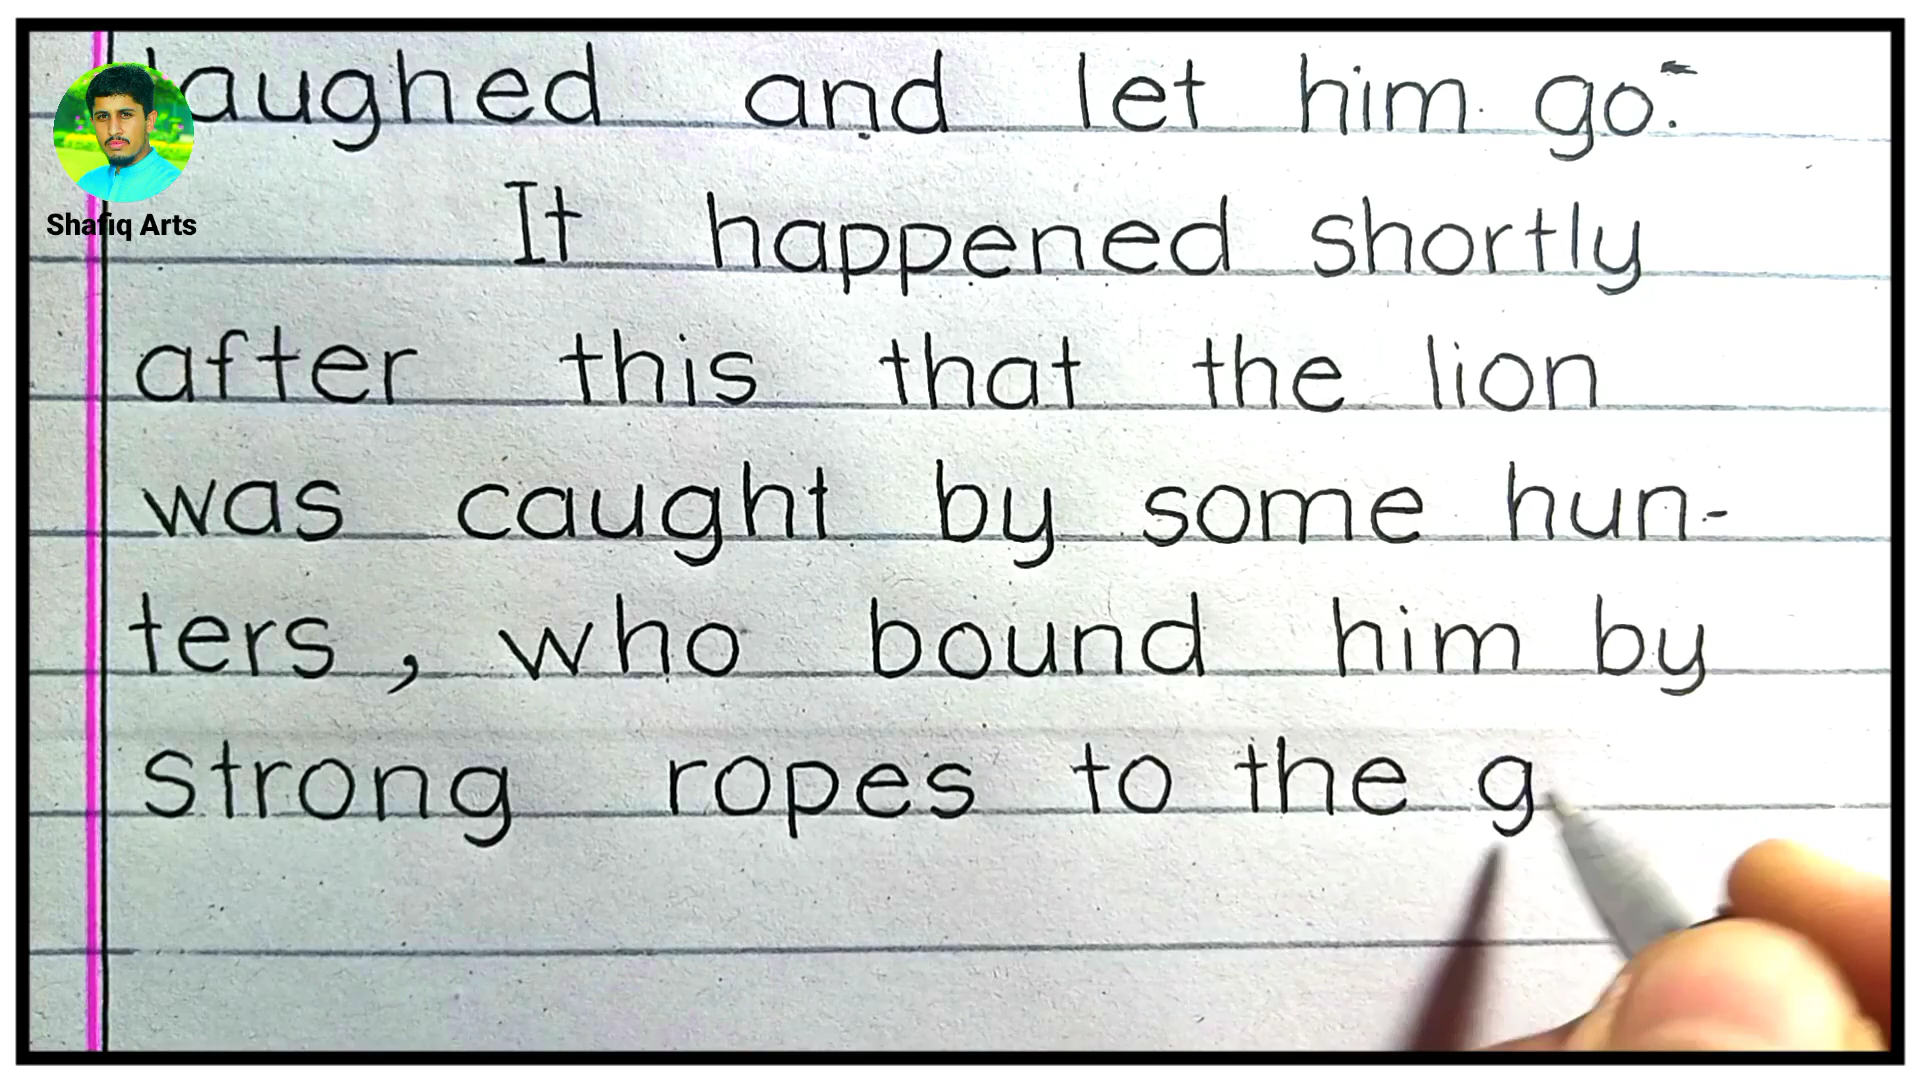 laughed and let him go.
Shafiq Arts
It happened shortly
after this that the lion
was caught by some hun-
ters, who bound him by
strong ropes to the g